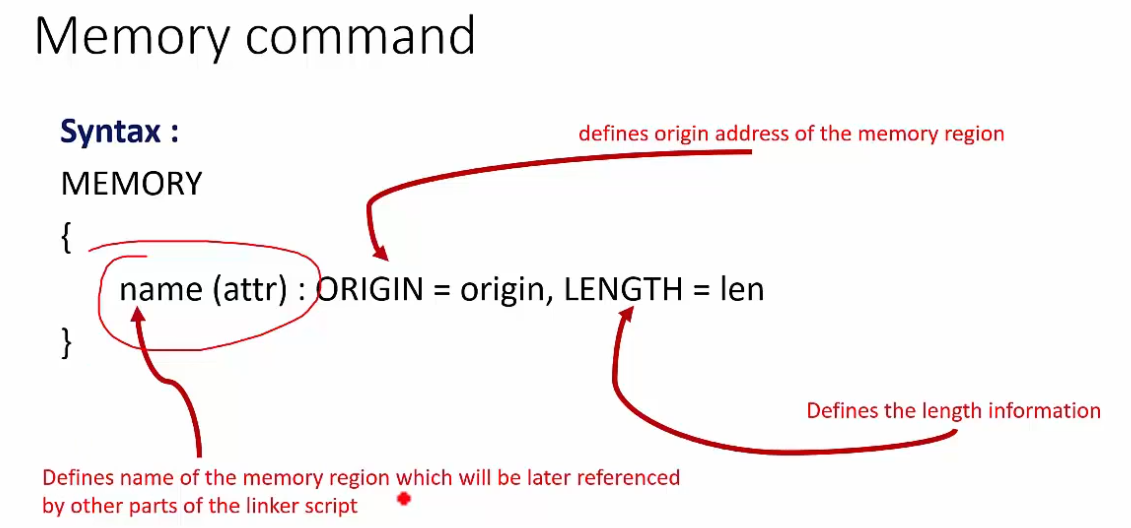 Memory command
Syntax :
defines origin address of the memory region
MEMORY
{
name (attr) : ORIGIN = origin, LENGTH = len
}
Defines the length information
Defines name of the memory region which will be later referenced
by other parts of the linker script